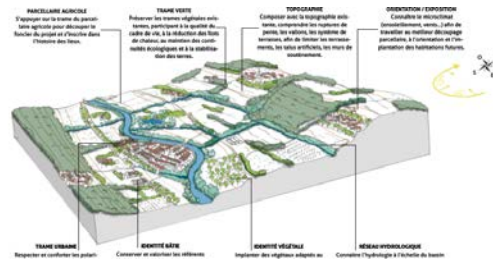 PARCELLAIRE AGRICOLE
S'appuyer sur la trame du parcel-
laire agricole pour découper le
foncier du projet et s'inscrire dans
l'histoire des lieux.
TRAME VERTE
Préserver les trames végétales exis-
tantes, participant à la qualité du
cadre de vie, à la réduction des îlots
de chaleur, au maintien des conti-
nuités écologiques et à la stabilisa-
tion des terres.
TOPOGRAPHIE
Composer avec la topographie exis-
tante, comprendre les ruptures de
pente, les vallons, les systèmes de
terrasses, afin de limiter les terrasse-
ments, les talus artificiels, les murs de
soutènement.
ORIENTATION / EXPOSITION
Connaître le microclimat
(ensoleillement, vents..) afin de
travailler au meilleur découpage
parcellaire, à l'orientation et l'im-
plantation des habitations futures.
TRAME URBAINE
Respecter et conforter les polari-
IDENTITÉ BÂTIE
Conserver et valoriser les référents
IDENTITÉ VÉGÉTALE
Implanter des végétaux adaptés au
RÉSEAU HYDROLOGIQUE
Connaître l'hydrologie à l'échelle du bassin